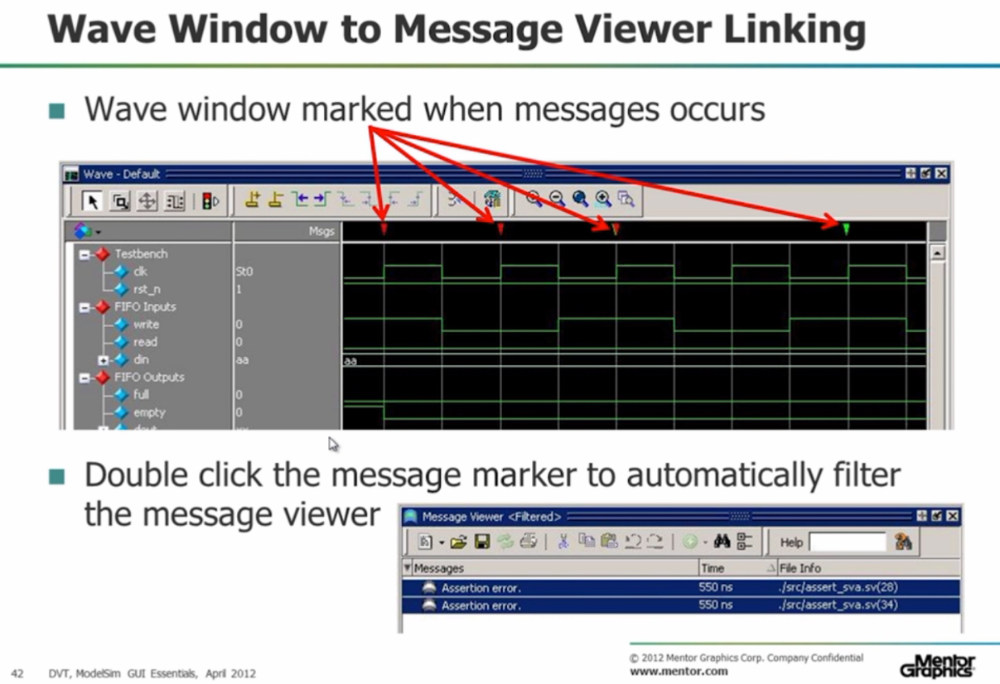 Wave Window to Message Viewer Linking
Wave window marked when messages occurs
Wave - Default
Msgs
Testbench
clk St0
rst_n 1
FIFO Inputs
write 0
read 0
din aa aa
FIFO Outputs
full 0
empty 0
Double click the message marker to automatically filter
the message viewer
Message Viewer <Filtered>
Help
Messages Time File Info
Assertion error. 550 ns ./src/assert_sva.sv(28)
Assertion error. 550 ns ./src/assert_sva.sv(34)
42 DVT, ModelSim GUI Essentials, April 2012
© 2012 Mentor Graphics Corp. Company Confidential
www.mentor.com
Mentor
Graphics